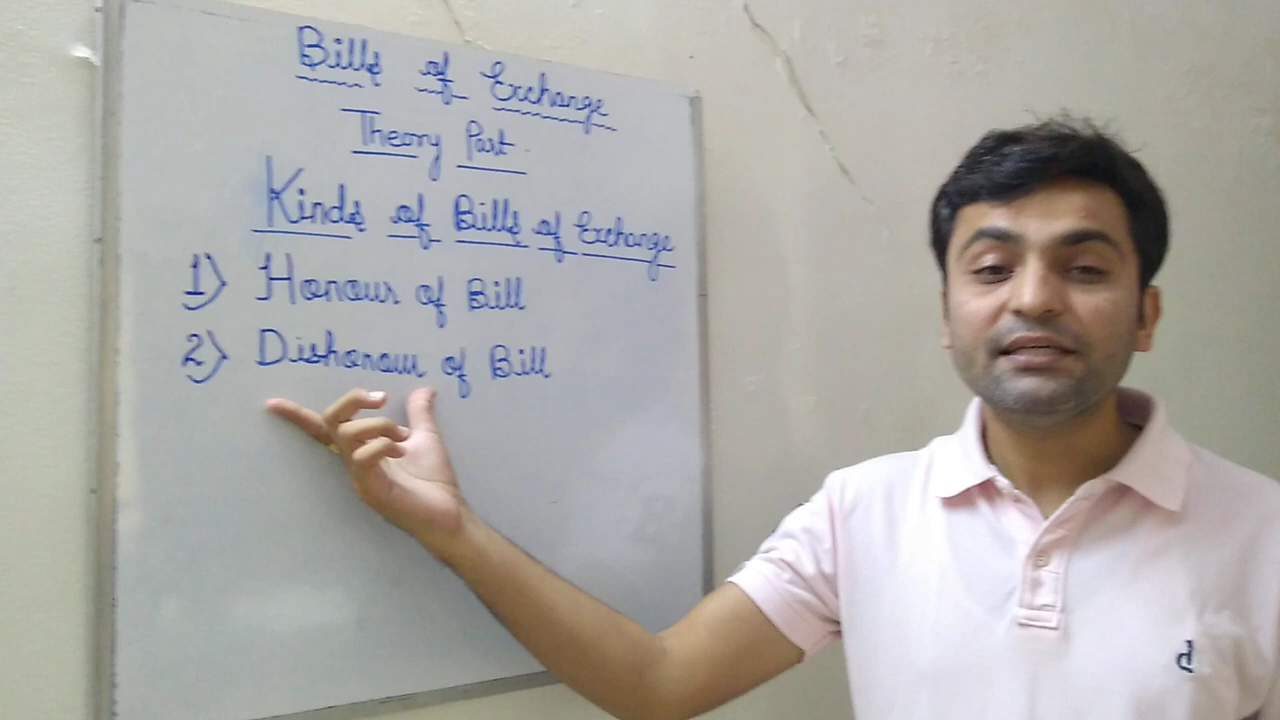 Bills of Exchange
Theory Part.
Kinds of Bills of Exchange
1) Honour of Bill
2) Dishonour of Bill
d